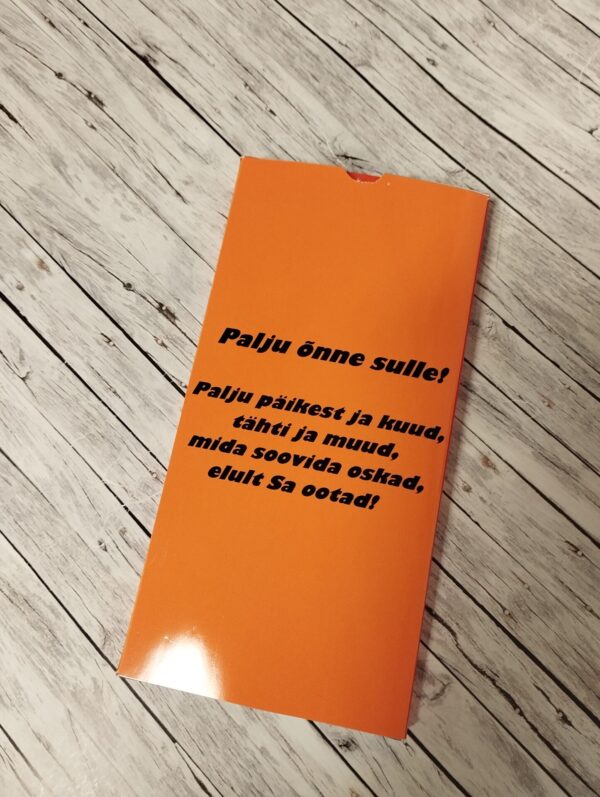 Palju õnne sulle!
Palju päikest ja kuud,
tähti ja muud,
mida soovida oskad,
elult Sa ootad!